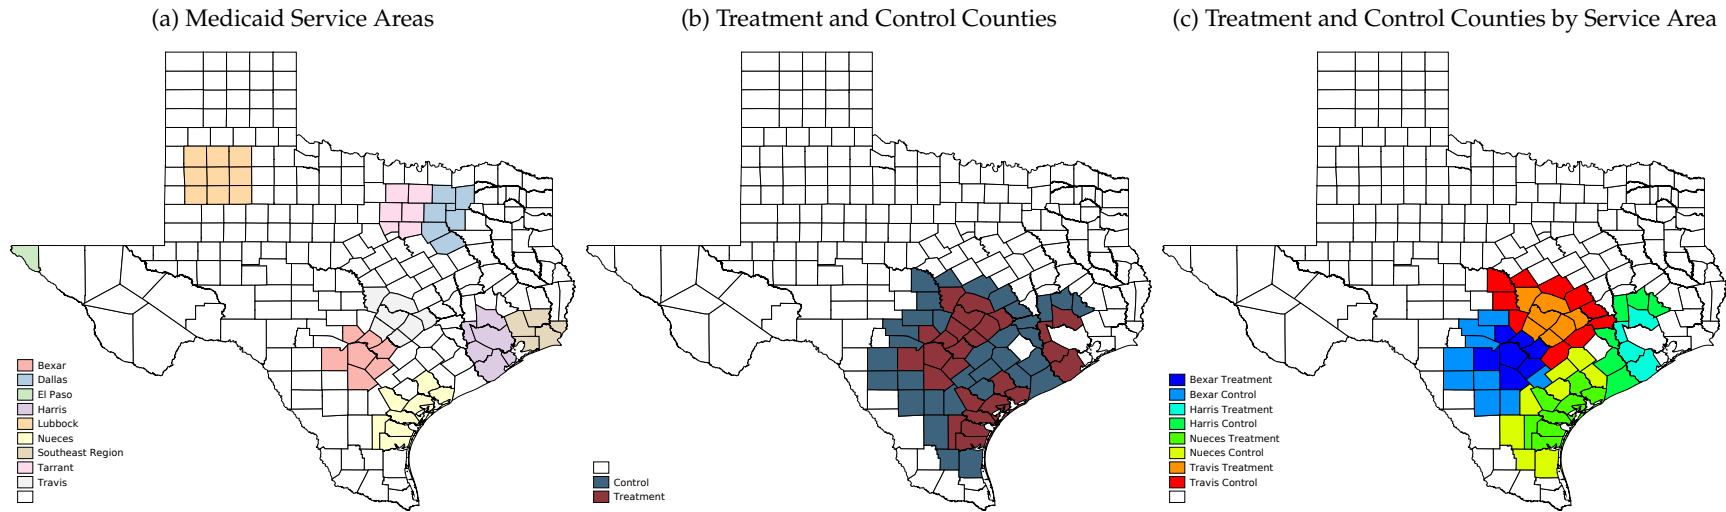 (a) Medicaid Service Areas
Bexar
Dallas
El Paso
Harris
Lubbock
Nueces
Southeast Region
Tarrant
Travis
(b) Treatment and Control Counties
Control
Treatment
(c) Treatment and Control Counties by Service Area
Bexar Treatment
Bexar Control
Harris Treatment
Harris Control
Nueces Treatment
Nueces Control
Travis Treatment
Travis Control